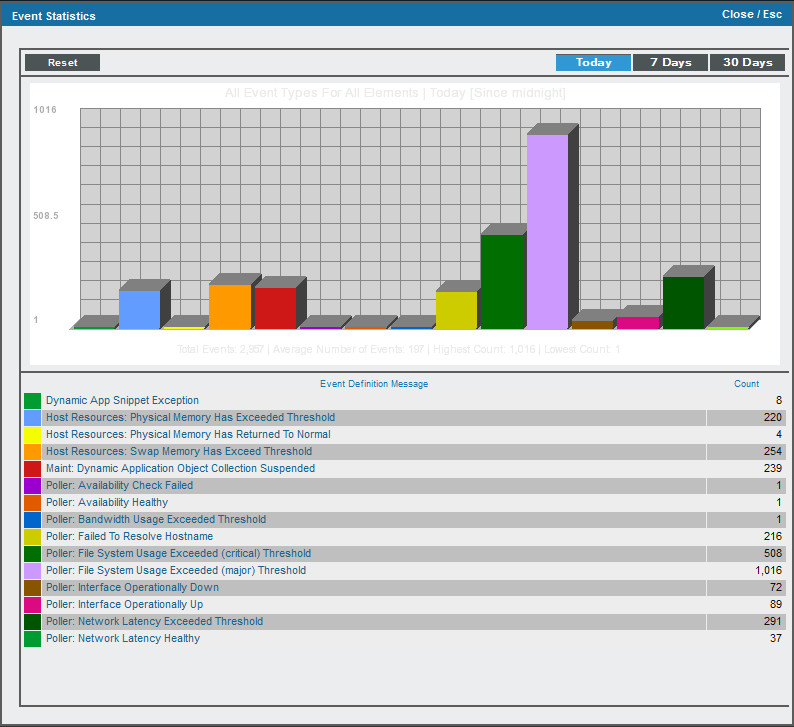 Event Statistics Close / Esc
Reset Today 7 Days 30 Days
All Event Types For All Elements | Today [Since midnight]
1016
508.5
1
Total Events: 2,957 | Average Number of Events: 197 | Highest Count: 1,016 | Lowest Count: 1
Event Definition Message Count
Dynamic App Snippet Exception 8
Host Resources: Physical Memory Has Exceeded Threshold 220
Host Resources: Physical Memory Has Returned To Normal 4
Host Resources: Swap Memory Has Exceed Threshold 254
Maint: Dynamic Application Object Collection Suspended 239
Poller: Availability Check Failed 1
Poller: Availability Healthy 1
Poller: Bandwidth Usage Exceeded Threshold 1
Poller: Failed To Resolve Hostname 216
Poller: File System Usage Exceeded (critical) Threshold 508
Poller: File System Usage Exceeded (major) Threshold 1,016
Poller: Interface Operationally Down 72
Poller: Interface Operationally Up 89
Poller: Network Latency Exceeded Threshold 291
Poller: Network Latency Healthy 37